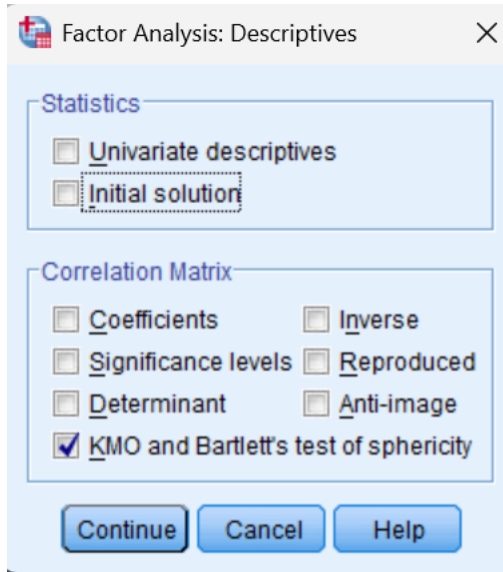 Factor Analysis: Descriptives
Statistics
Univariate descriptives
Initial solution
Correlation Matrix
Coefficients Inverse
Significance levels Reproduced
Determinant Anti-image
KMO and Bartlett's test of sphericity
Continue Cancel Help